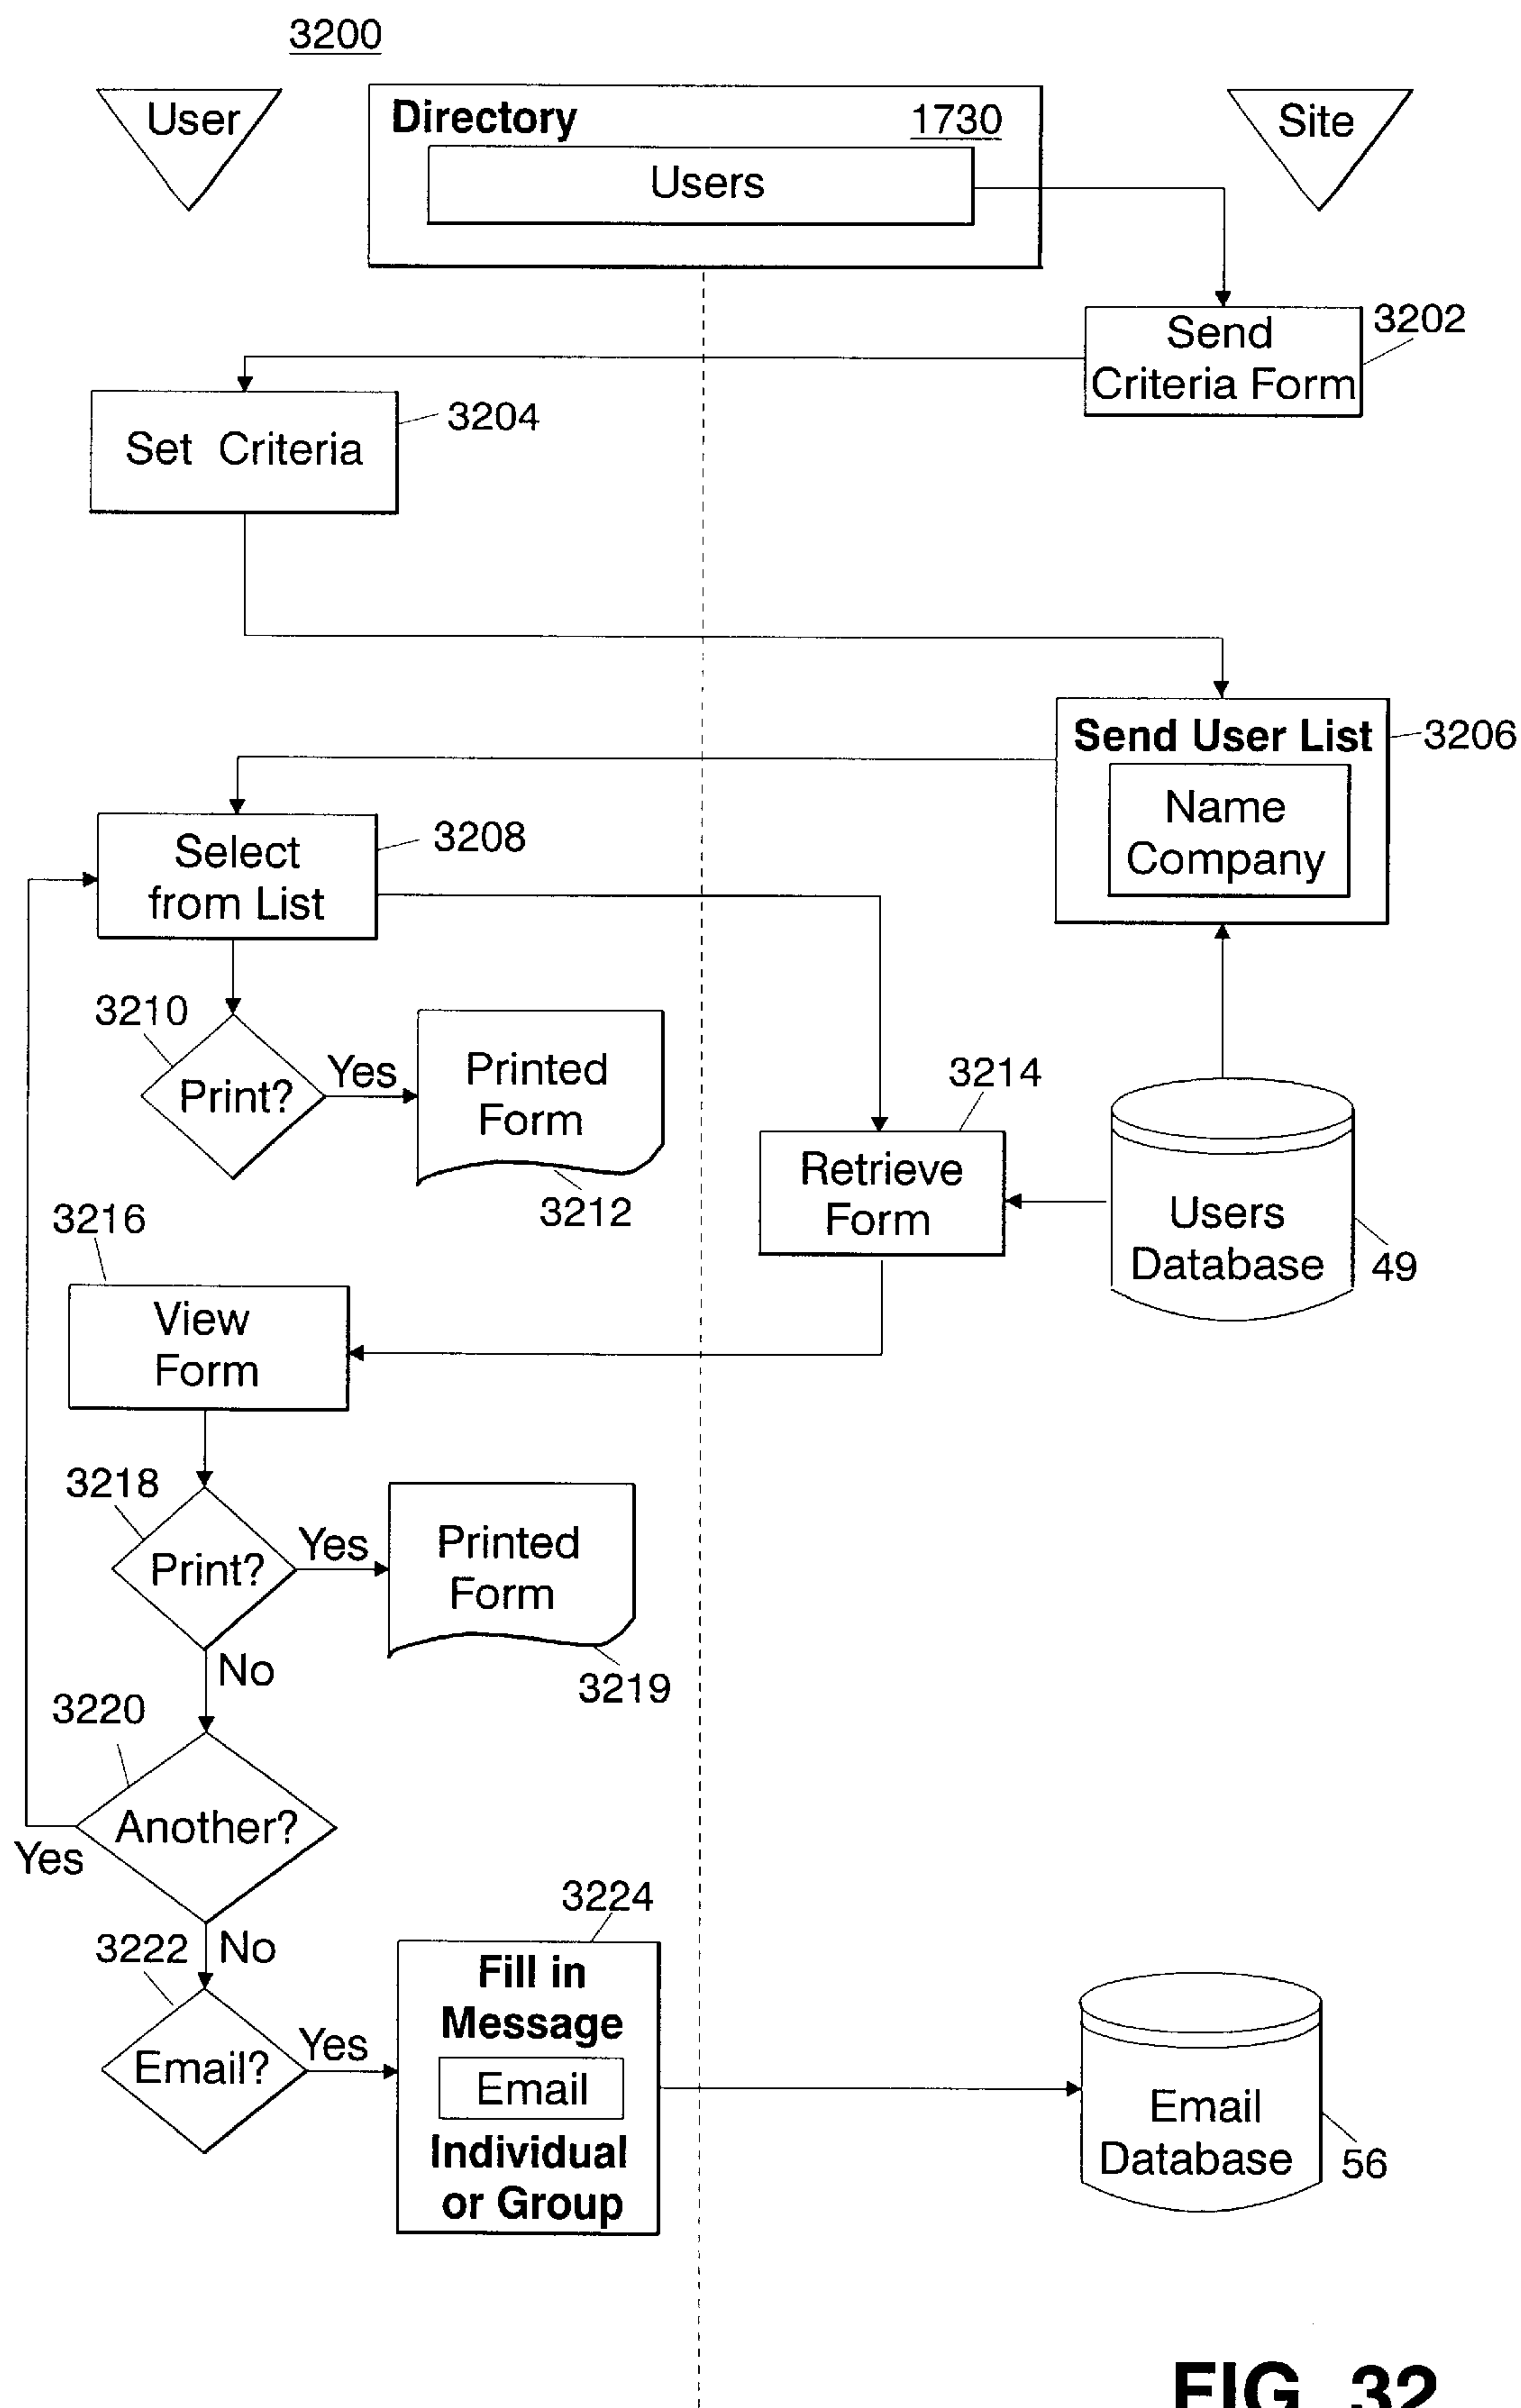 3200
User
Directory
1730
Users
Site
Send
Criteria Form
3202
Set Criteria
3204
Send User List
3206
Name
Company
Select
from List
3208
3210
Print?
Yes
Printed
Form
3212
3214
Retrieve
Form
Users
Database
49
3216
View
Form
3218
Print?
Yes
Printed
Form
3219
No
3220
Another?
Yes
No
3222
Email?
Yes
3224
Fill in
Message
Email
Individual
or Group
Email
Database
56
FIG. 32